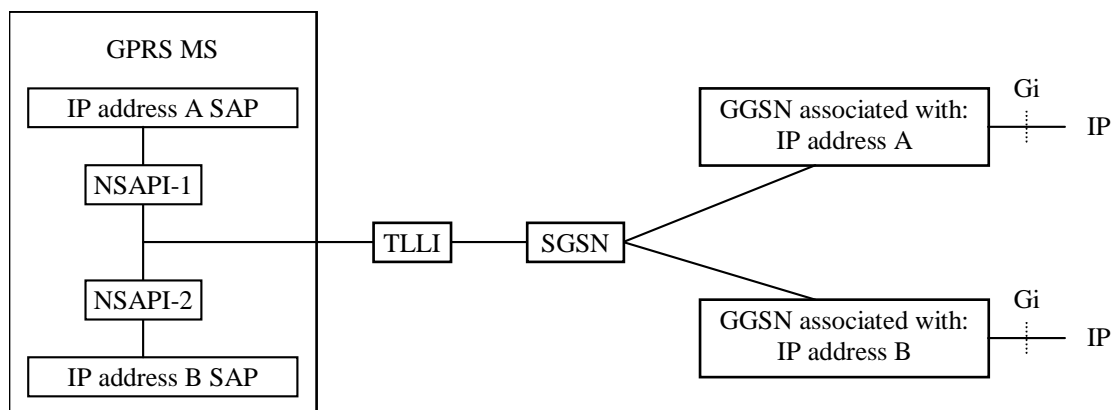 GPRS MS
IP address A SAP
NSAPI-1
NSAPI-2
IP address B SAP
TLLI
SGSN
GGSN associated with:
IP address A
Gi
IP
GGSN associated with:
IP address B
Gi
IP